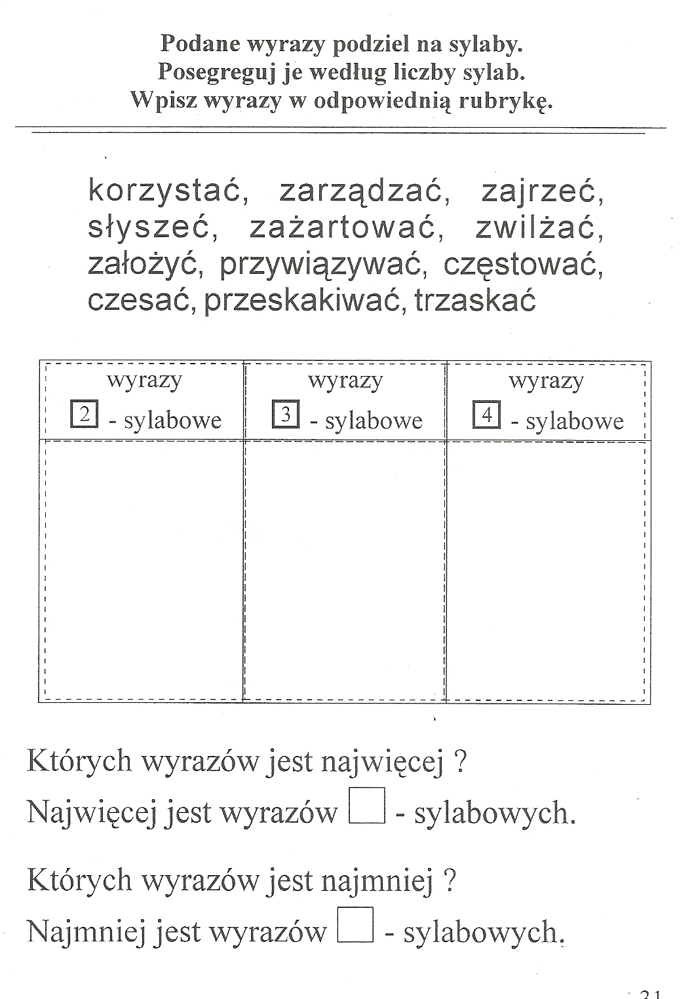 Podane wyrazy podziel na sylaby.
Posegreguj je według liczby sylab.
Wpisz wyrazy w odpowiednią rubrykę.
korzystać, zarządzać, zajrzeć,
słyszeć, zażartować, zwilżać,
założyć, przywiązywać, częstować,
czesać, przeskakiwać, trzaskać
wyrazy
2 - sylabowe
wyrazy
3 - sylabowe
wyrazy
4 - sylabowe
Których wyrazów jest najwięcej ?
Najwięcej jest wyrazów - sylabowych.
Których wyrazów jest najmniej ?
Najmniej jest wyrazów - sylabowych.